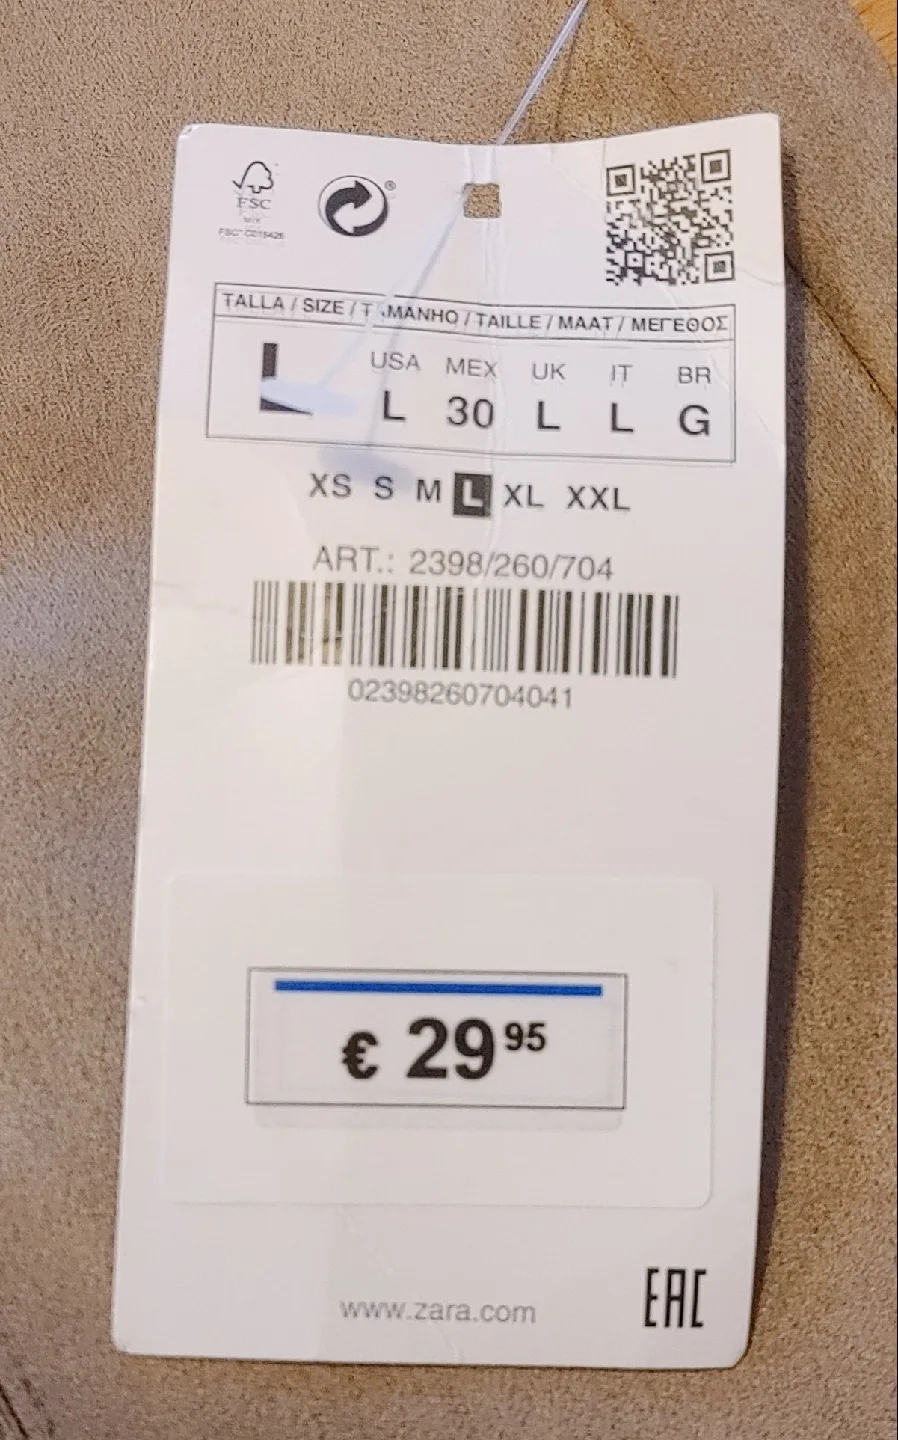 FSC
MIX
®
TALLA / SIZE / TAMANHO / TAILLE / MAAT / ΜΕΓΕΘΟΣ
L
USA MEX UK IT BR
L 30 L L G
XS S M L XL XXL
ART.: 2398/260/704
02398260704041
€ 29 95
www.zara.com
EAC